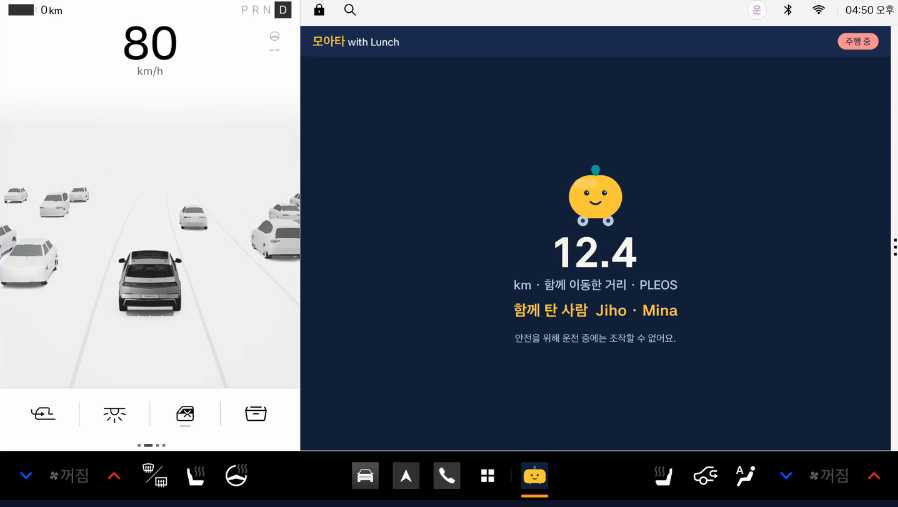 0km
P R N D
80
km/h
운
04:50 오후
모아타 with Lunch
주행 중
12.4
km · 함께 이동한 거리 · PLEOS
함께 탄 사람 Jiho · Mina
안전을 위해 운전 중에는 조작할 수 없어요.
꺼짐
A
꺼짐